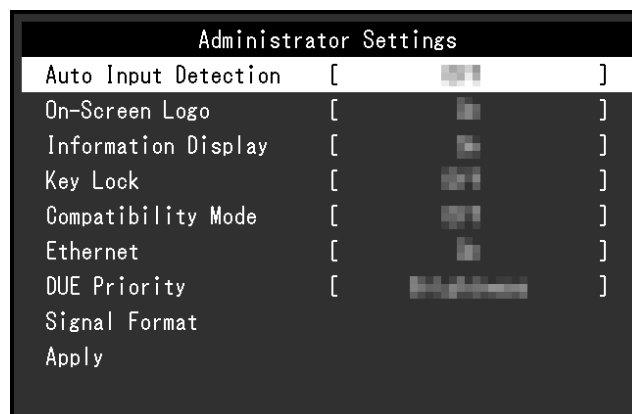 Administrator Settings
Auto Input Detection [ ]
On-Screen Logo [ ]
Information Display [ ]
Key Lock [ ]
Compatibility Mode [ ]
Ethernet [ ]
DUE Priority [ ]
Signal Format
Apply